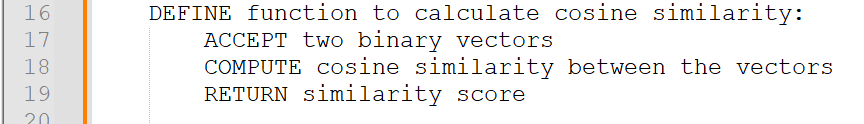 16 DEFINE function to calculate cosine similarity:
17 ACCEPT two binary vectors
18 COMPUTE cosine similarity between the vectors
19 RETURN similarity score
20